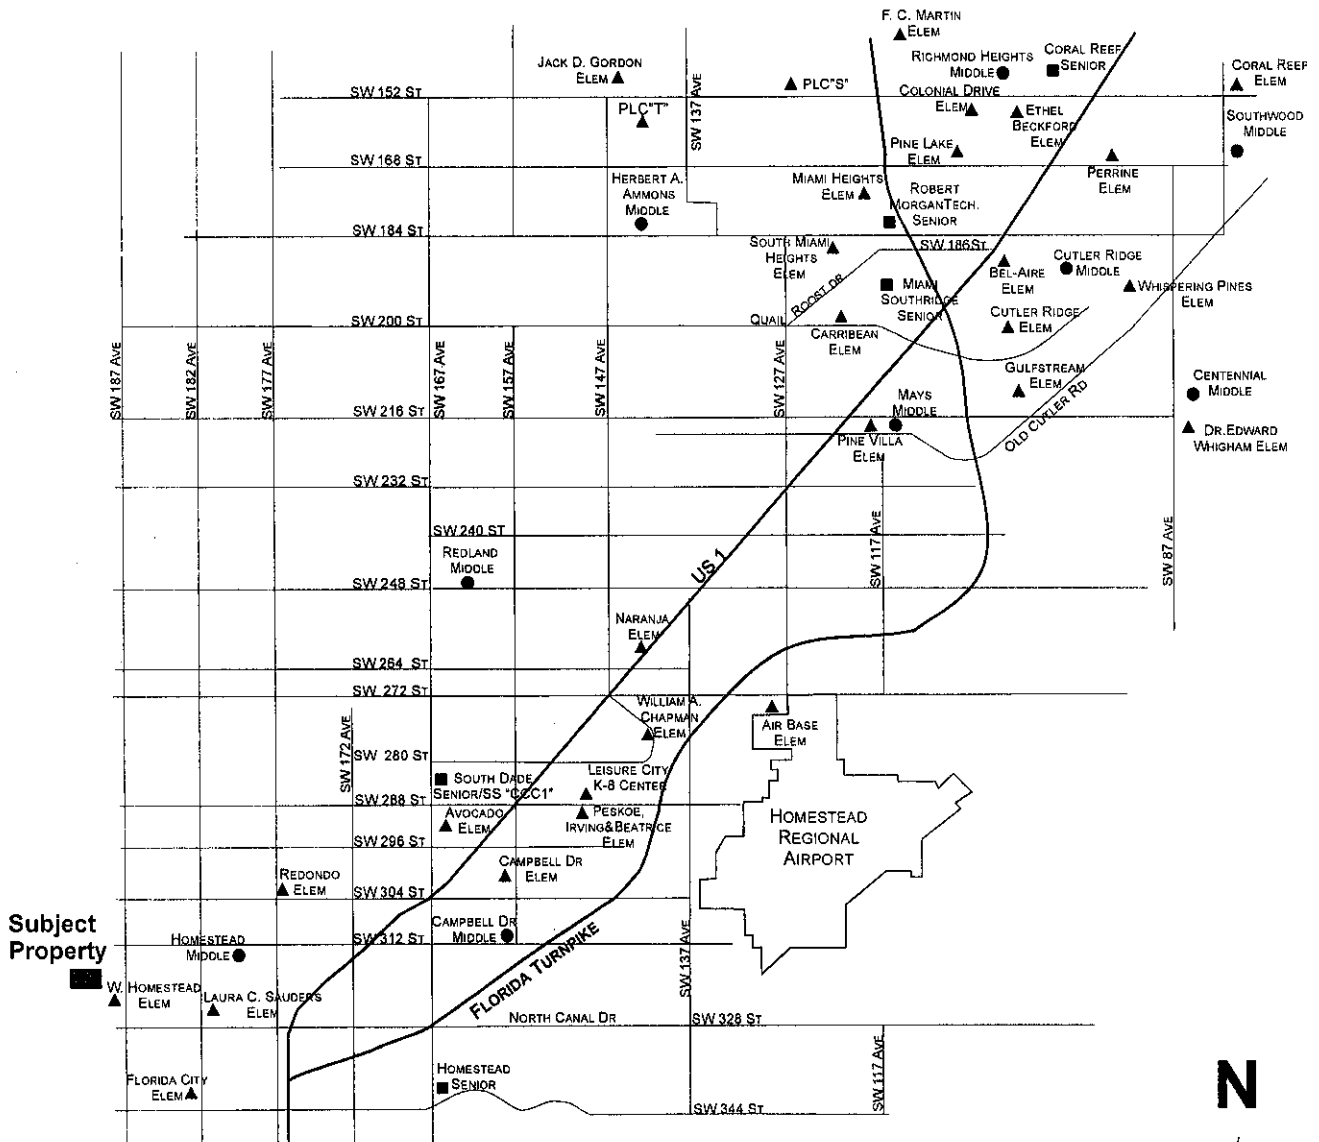 F. C. MARTIN
ELEM
JACK D. GORDON
ELEM
PLC"S"
RICHMOND HEIGHTS
MIDDLE
CORAL REEF
SENIOR
CORAL REEF
ELEM
SW 152 ST
PLC"T"
SW 137 AVE
COLONIAL DRIVE
ELEM
ETHEL
BECKFORD
ELEM
SOUTHWOOD
MIDDLE
PINE LAKE
ELEM
SW 168 ST
PERRINE
ELEM
HERBERT A.
AMMONS
MIDDLE
MIAMI HEIGHTS
ELEM
ROBERT
MORGAN TECH.
SENIOR
SW 184 ST
SOUTH MIAMI
HEIGHTS
ELEM
SW 186 ST
BEL-AIRE
ELEM
CUTLER RIDGE
MIDDLE
WHISPERING PINES
ELEM
QUAIL ROOST DR
MIAMI
SOUTHRIDGE
SENIOR
SW 200 ST
CARRIBEAN
ELEM
CUTLER RIDGE
ELEM
SW 187 AVE
SW 182 AVE
SW 177 AVE
SW 167 AVE
SW 157 AVE
SW 147 AVE
SW 127 AVE
GULFSTREAM
ELEM
OLD CUTLER RD
CENTENNIAL
MIDDLE
SW 216 ST
MAYS
MIDDLE
PINE VILLA
ELEM
DR. EDWARD
WHIGHAM ELEM
SW 232 ST
SW 240 ST
REDLAND
MIDDLE
US 1
SW 117 AVE
SW 87 AVE
SW 248 ST
NARANJA
ELEM
SW 264 ST
SW 272 ST
SW 172 AVE
WILLIAM A.
CHAPMAN
ELEM
AIR BASE
ELEM
SW 280 ST
SOUTH DADE
SENIOR/SS "CCC1"
LEISURE CITY
K-8 CENTER
SW 288 ST
AVOCADO
ELEM
PESKOE,
IRVING&BEATRICE
ELEM
HOMESTEAD
REGIONAL
AIRPORT
SW 296 ST
REDONDO
ELEM
CAMPBELL DR
ELEM
SW 304 ST
Subject
Property
HOMESTEAD
MIDDLE
CAMPBELL DR
MIDDLE
SW 312 ST
FLORIDA TURNPIKE
SW 137 AVE
W. HOMESTEAD
ELEM
LAURA C. SAUDERS
ELEM
NORTH CANAL DR
SW 328 ST
SW 117 AVE
FLORIDA CITY
ELEM
HOMESTEAD
SENIOR
SW 344 ST
N